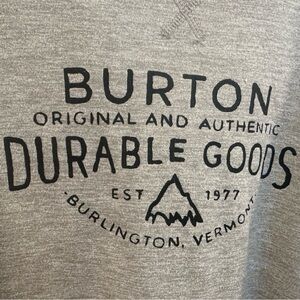 BURTON
ORIGINAL AND AUTHENTIC
DURABLE GOODS
EST 1977
·BURLINGTON, VERMONT